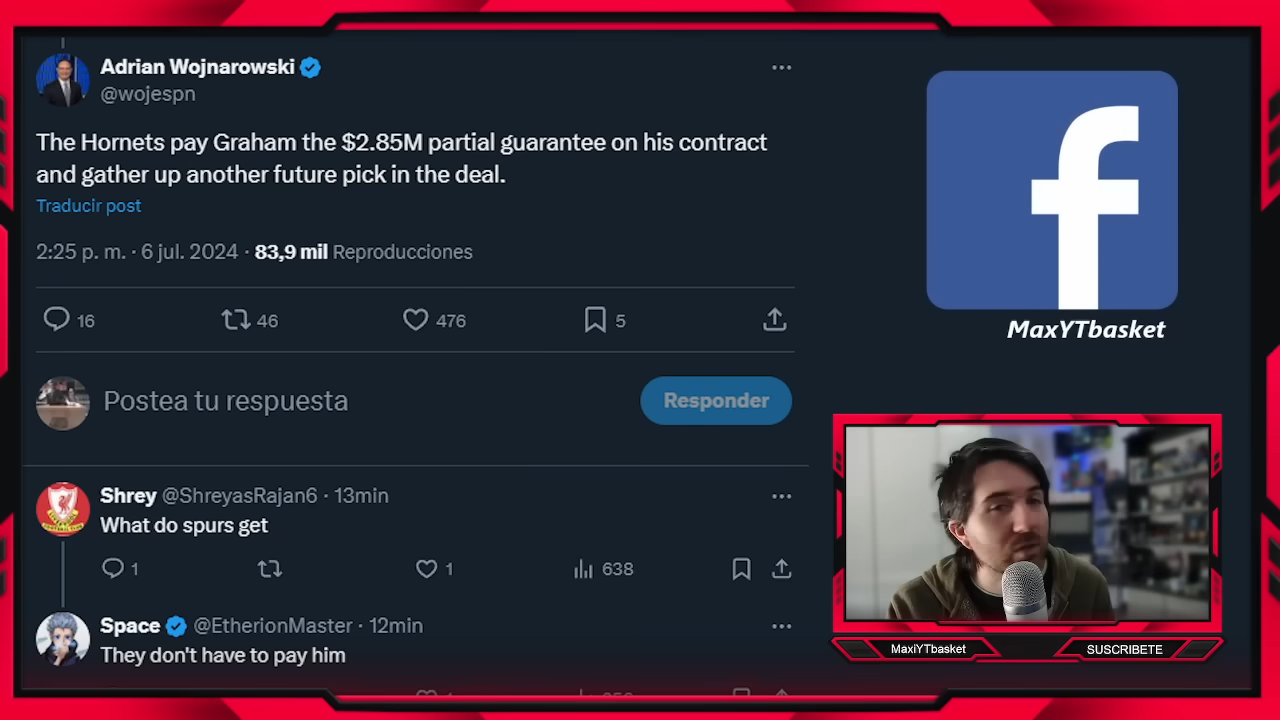 Adrian Wojnarowski
@wojespn
The Hornets pay Graham the $2.85M partial guarantee on his contract
and gather up another future pick in the deal.
Traducir post
2:25 p. m. · 6 jul. 2024 · 83,9 mil Reproducciones
16 46 476 5
Postea tu respuesta
Responder
Shrey @ShreyasRajan6 · 13min
What do spurs get
1 1 638
Space @EtherionMaster · 12min
They don't have to pay him
f
MaxYTbasket
MaxiYTbasket
SUSCRIBETE